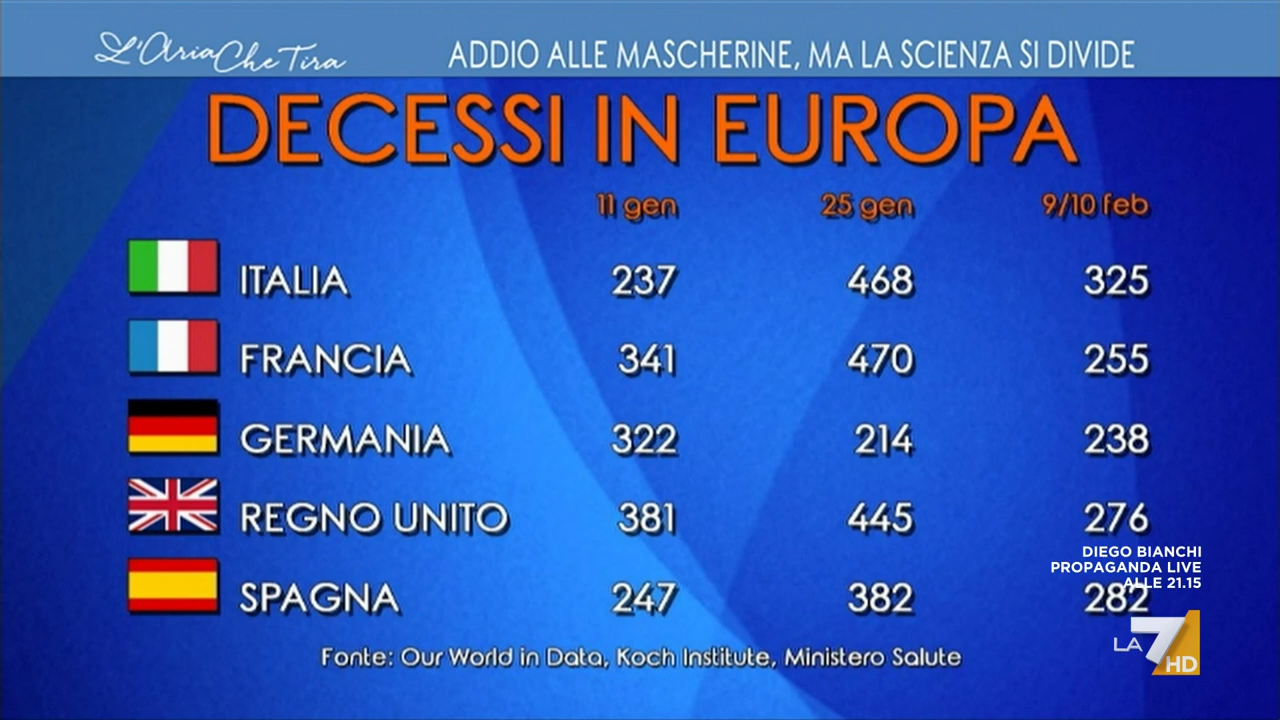 L'Aria Che Tira ADDIO ALLE MASCHERINE, MA LA SCIENZA SI DIVIDE
DECESSI IN EUROPA
11 gen 25 gen 9/10 feb
ITALIA 237 468 325
FRANCIA 341 470 255
GERMANIA 322 214 238
REGNO UNITO 381 445 276
DIEGO BIANCHI
PROPAGANDA LIVE
ALLE 21.15
SPAGNA 247 382 282
Fonte: Our World in Data, Koch Institute, Ministero Salute
LA 7 HD